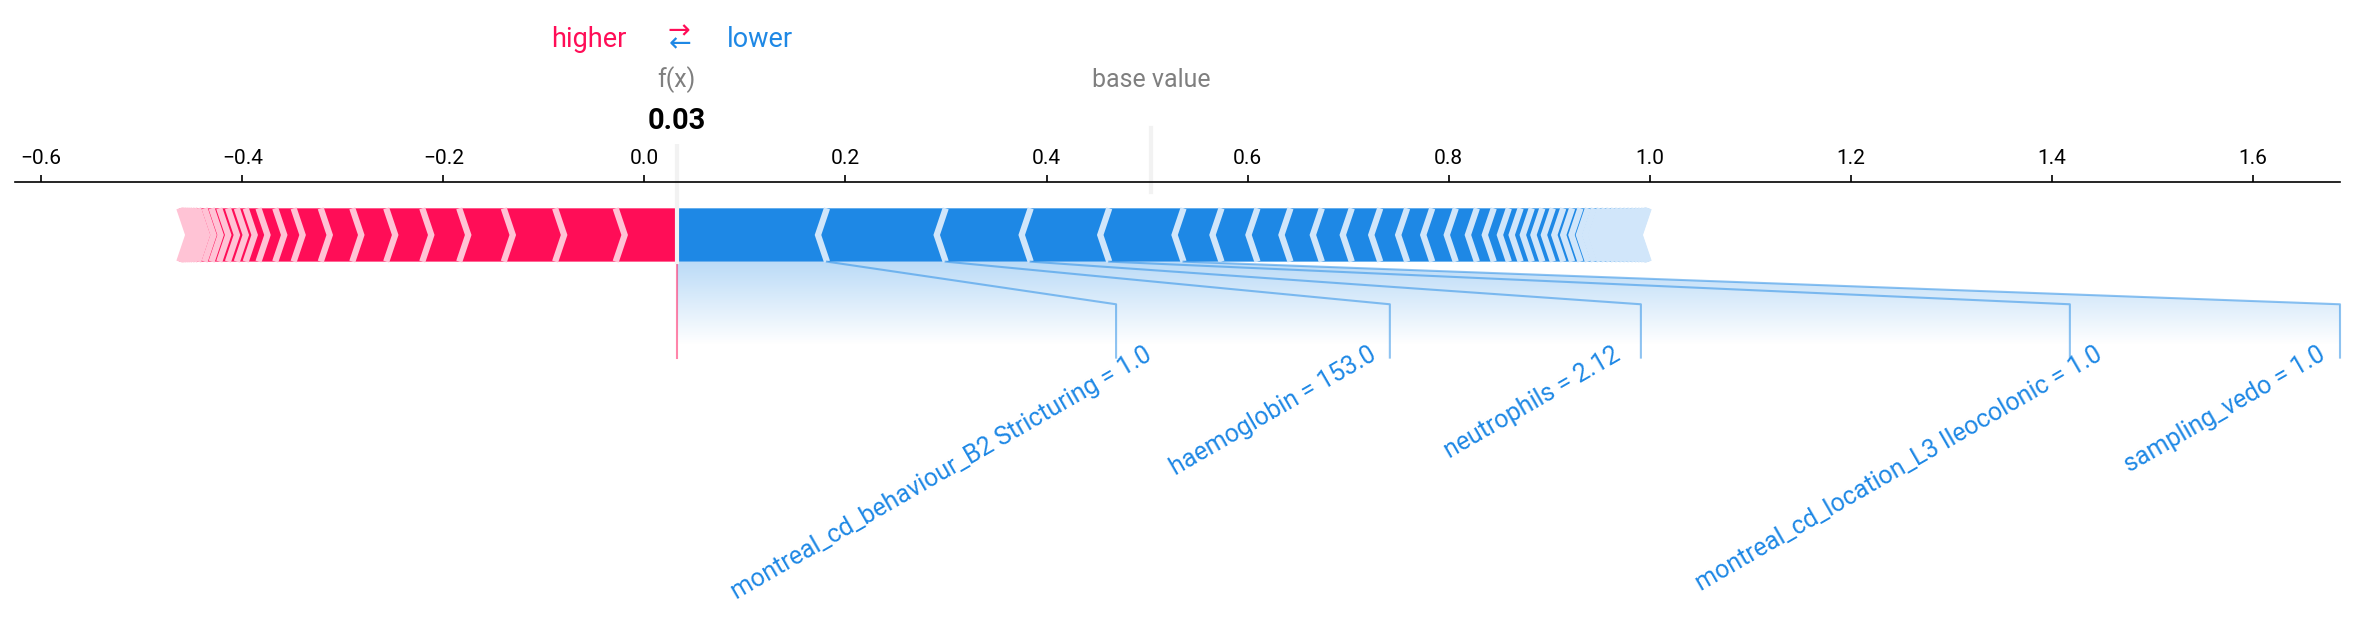 higher ⇄ lower
f(x) base value
0.03
−0.6 −0.4 −0.2 0.0 0.2 0.4 0.6 0.8 1.0 1.2 1.4 1.6
montreal_cd_behaviour_B2 Stricturing = 1.0
haemoglobin = 153.0
neutrophils = 2.12
montreal_cd_location_L3 Ileocolonic = 1.0
sampling_vedo = 1.0